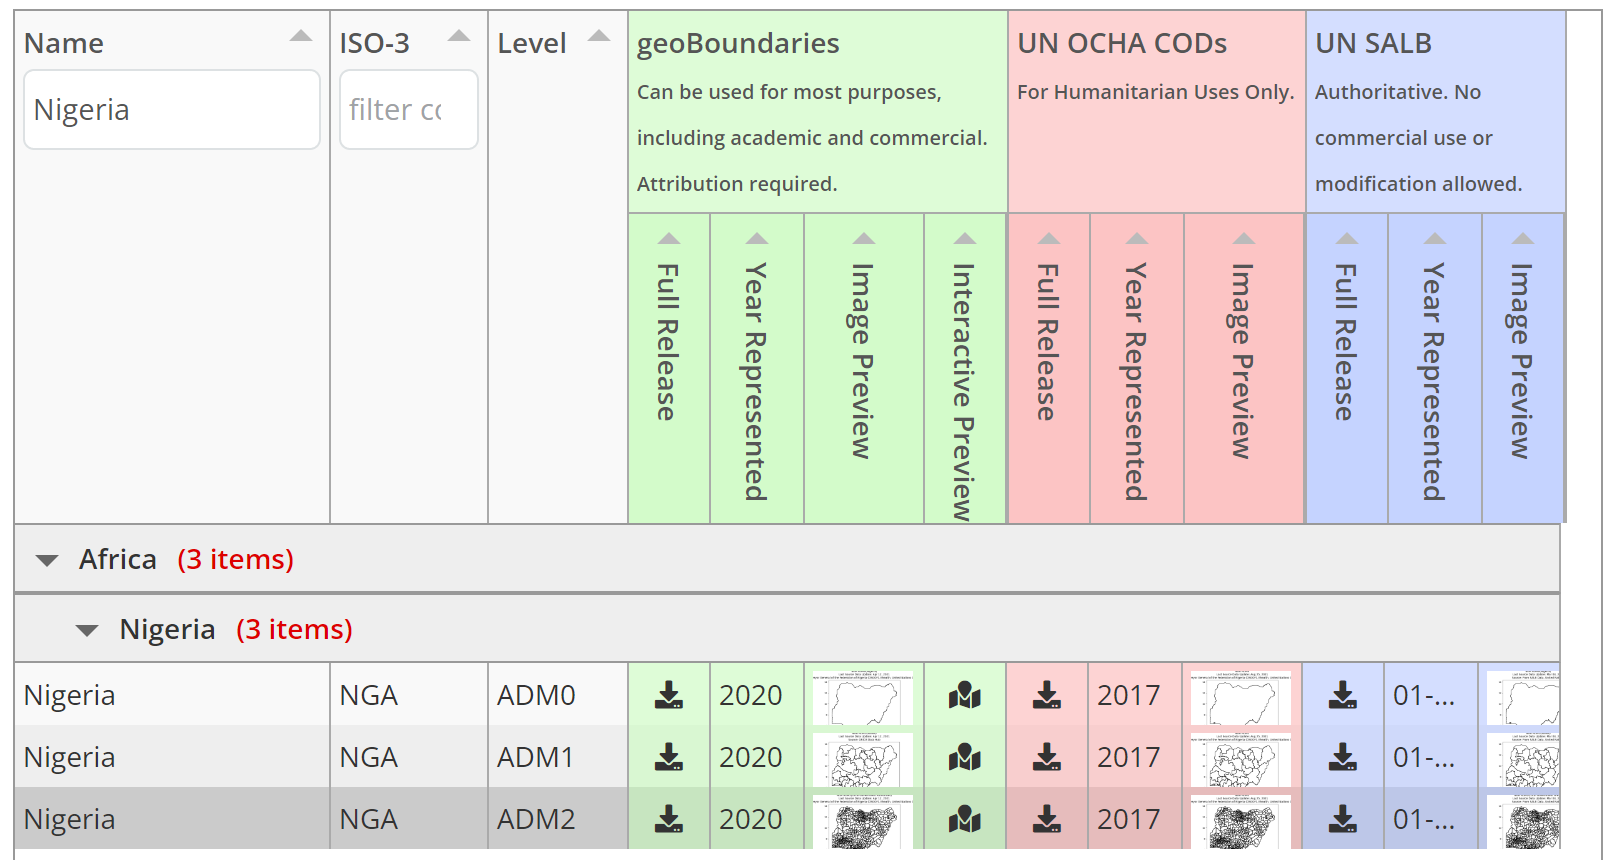 Name
ISO-3
Level
geoBoundaries
UN OCHA CODs
UN SALB
Nigeria
filter co
Can be used for most purposes,
including academic and commercial.
Attribution required.
For Humanitarian Uses Only.
Authoritative. No
commercial use or
modification allowed.
Full Release
Year Represented
Image Preview
Interactive Preview
Full Release
Year Represented
Image Preview
Full Release
Year Represented
Image Preview
Africa (3 items)
Nigeria (3 items)
Nigeria NGA ADM0 2020 2017 01-...
Nigeria NGA ADM1 2020 2017 01-...
Nigeria NGA ADM2 2020 2017 01-...